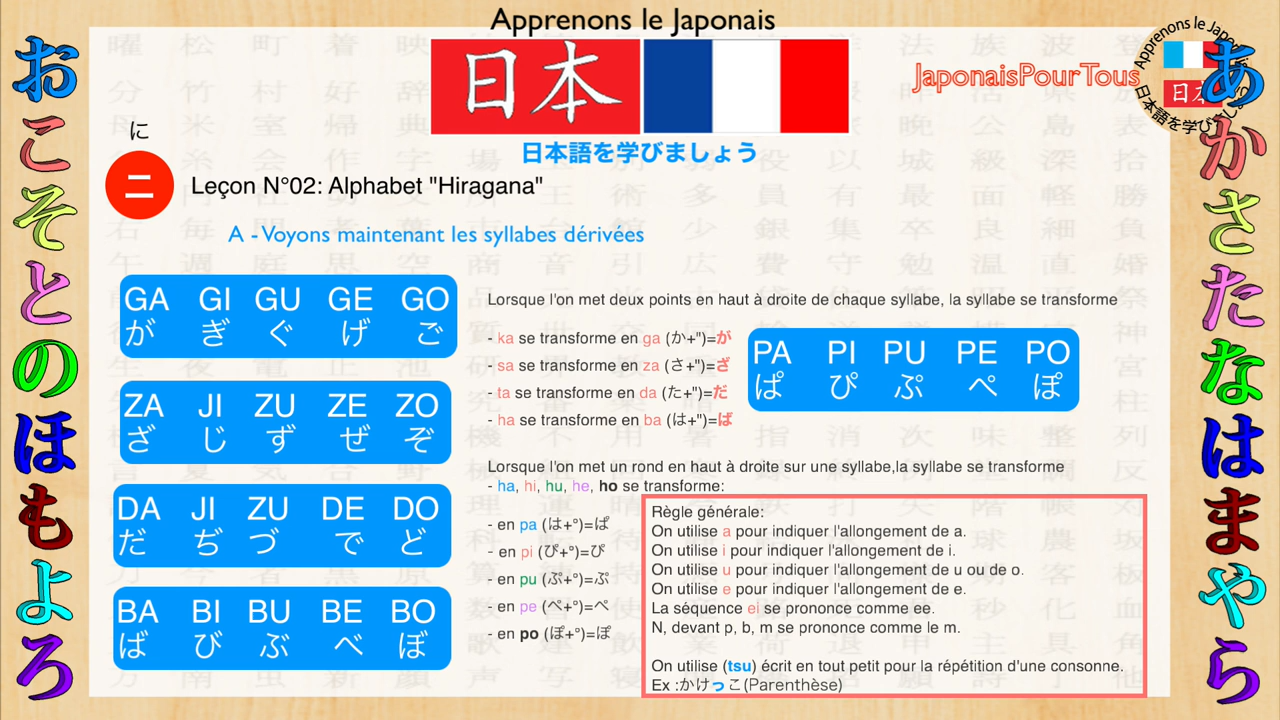 Apprenons le Japonais
日本
日本語を学びましょう
JaponaisPourTous
Apprenons le Japon
日本
日本語を学びましょう
お
こ
そ
と
の
ほ
も
よ
ろ
あ
か
さ
た
な
は
ま
や
ら
に
二
Leçon N°02: Alphabet "Hiragana"
A - Voyons maintenant les syllabes dérivées
GA GI GU GE GO
が ぎ ぐ げ ご
ZA JI ZU ZE ZO
ざ じ ず ぜ ぞ
DA JI ZU DE DO
だ ぢ づ で ど
BA BI BU BE BO
ば び ぶ べ ぼ
Lorsque l'on met deux points en haut à droite de chaque syllabe, la syllabe se transforme
- ka se transforme en ga (か+")=が
- sa se transforme en za (さ+")=ざ
- ta se transforme en da (た+")=だ
- ha se transforme en ba (は+")=ば
PA PI PU PE PO
ぱ ぴ ぷ ぺ ぽ
Lorsque l'on met un rond en haut à droite sur une syllabe,la syllabe se transforme
- ha, hi, hu, he, ho se transforme:
- en pa (は+°)=ぱ
- en pi (ぴ+°)=ぴ
- en pu (ぷ+°)=ぷ
- en pe (ぺ+°)=ぺ
- en po (ぽ+°)=ぽ
Règle générale:
On utilise a pour indiquer l'allongement de a.
On utilise i pour indiquer l'allongement de i.
On utilise u pour indiquer l'allongement de u ou de o.
On utilise e pour indiquer l'allongement de e.
La séquence ei se prononce comme ee.
N, devant p, b, m se prononce comme le m.
On utilise (tsu) écrit en tout petit pour la répétition d'une consonne.
Ex :かけっこ(Parenthèse)